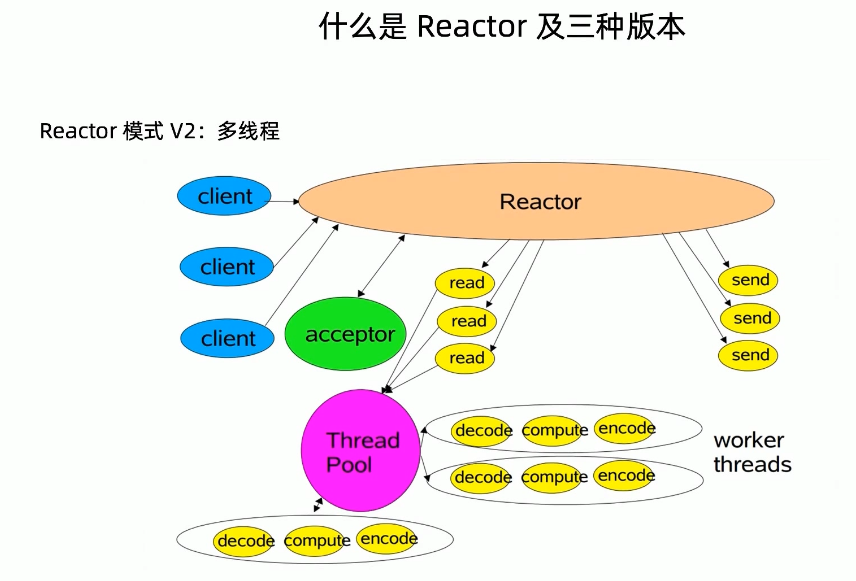 什么是 Reactor 及三种版本
Reactor 模式 V2：多线程
client
Reactor
client
client
acceptor
read
read
read
send
send
send
Thread
Pool
decode compute encode
decode compute encode
worker
threads
decode compute encode